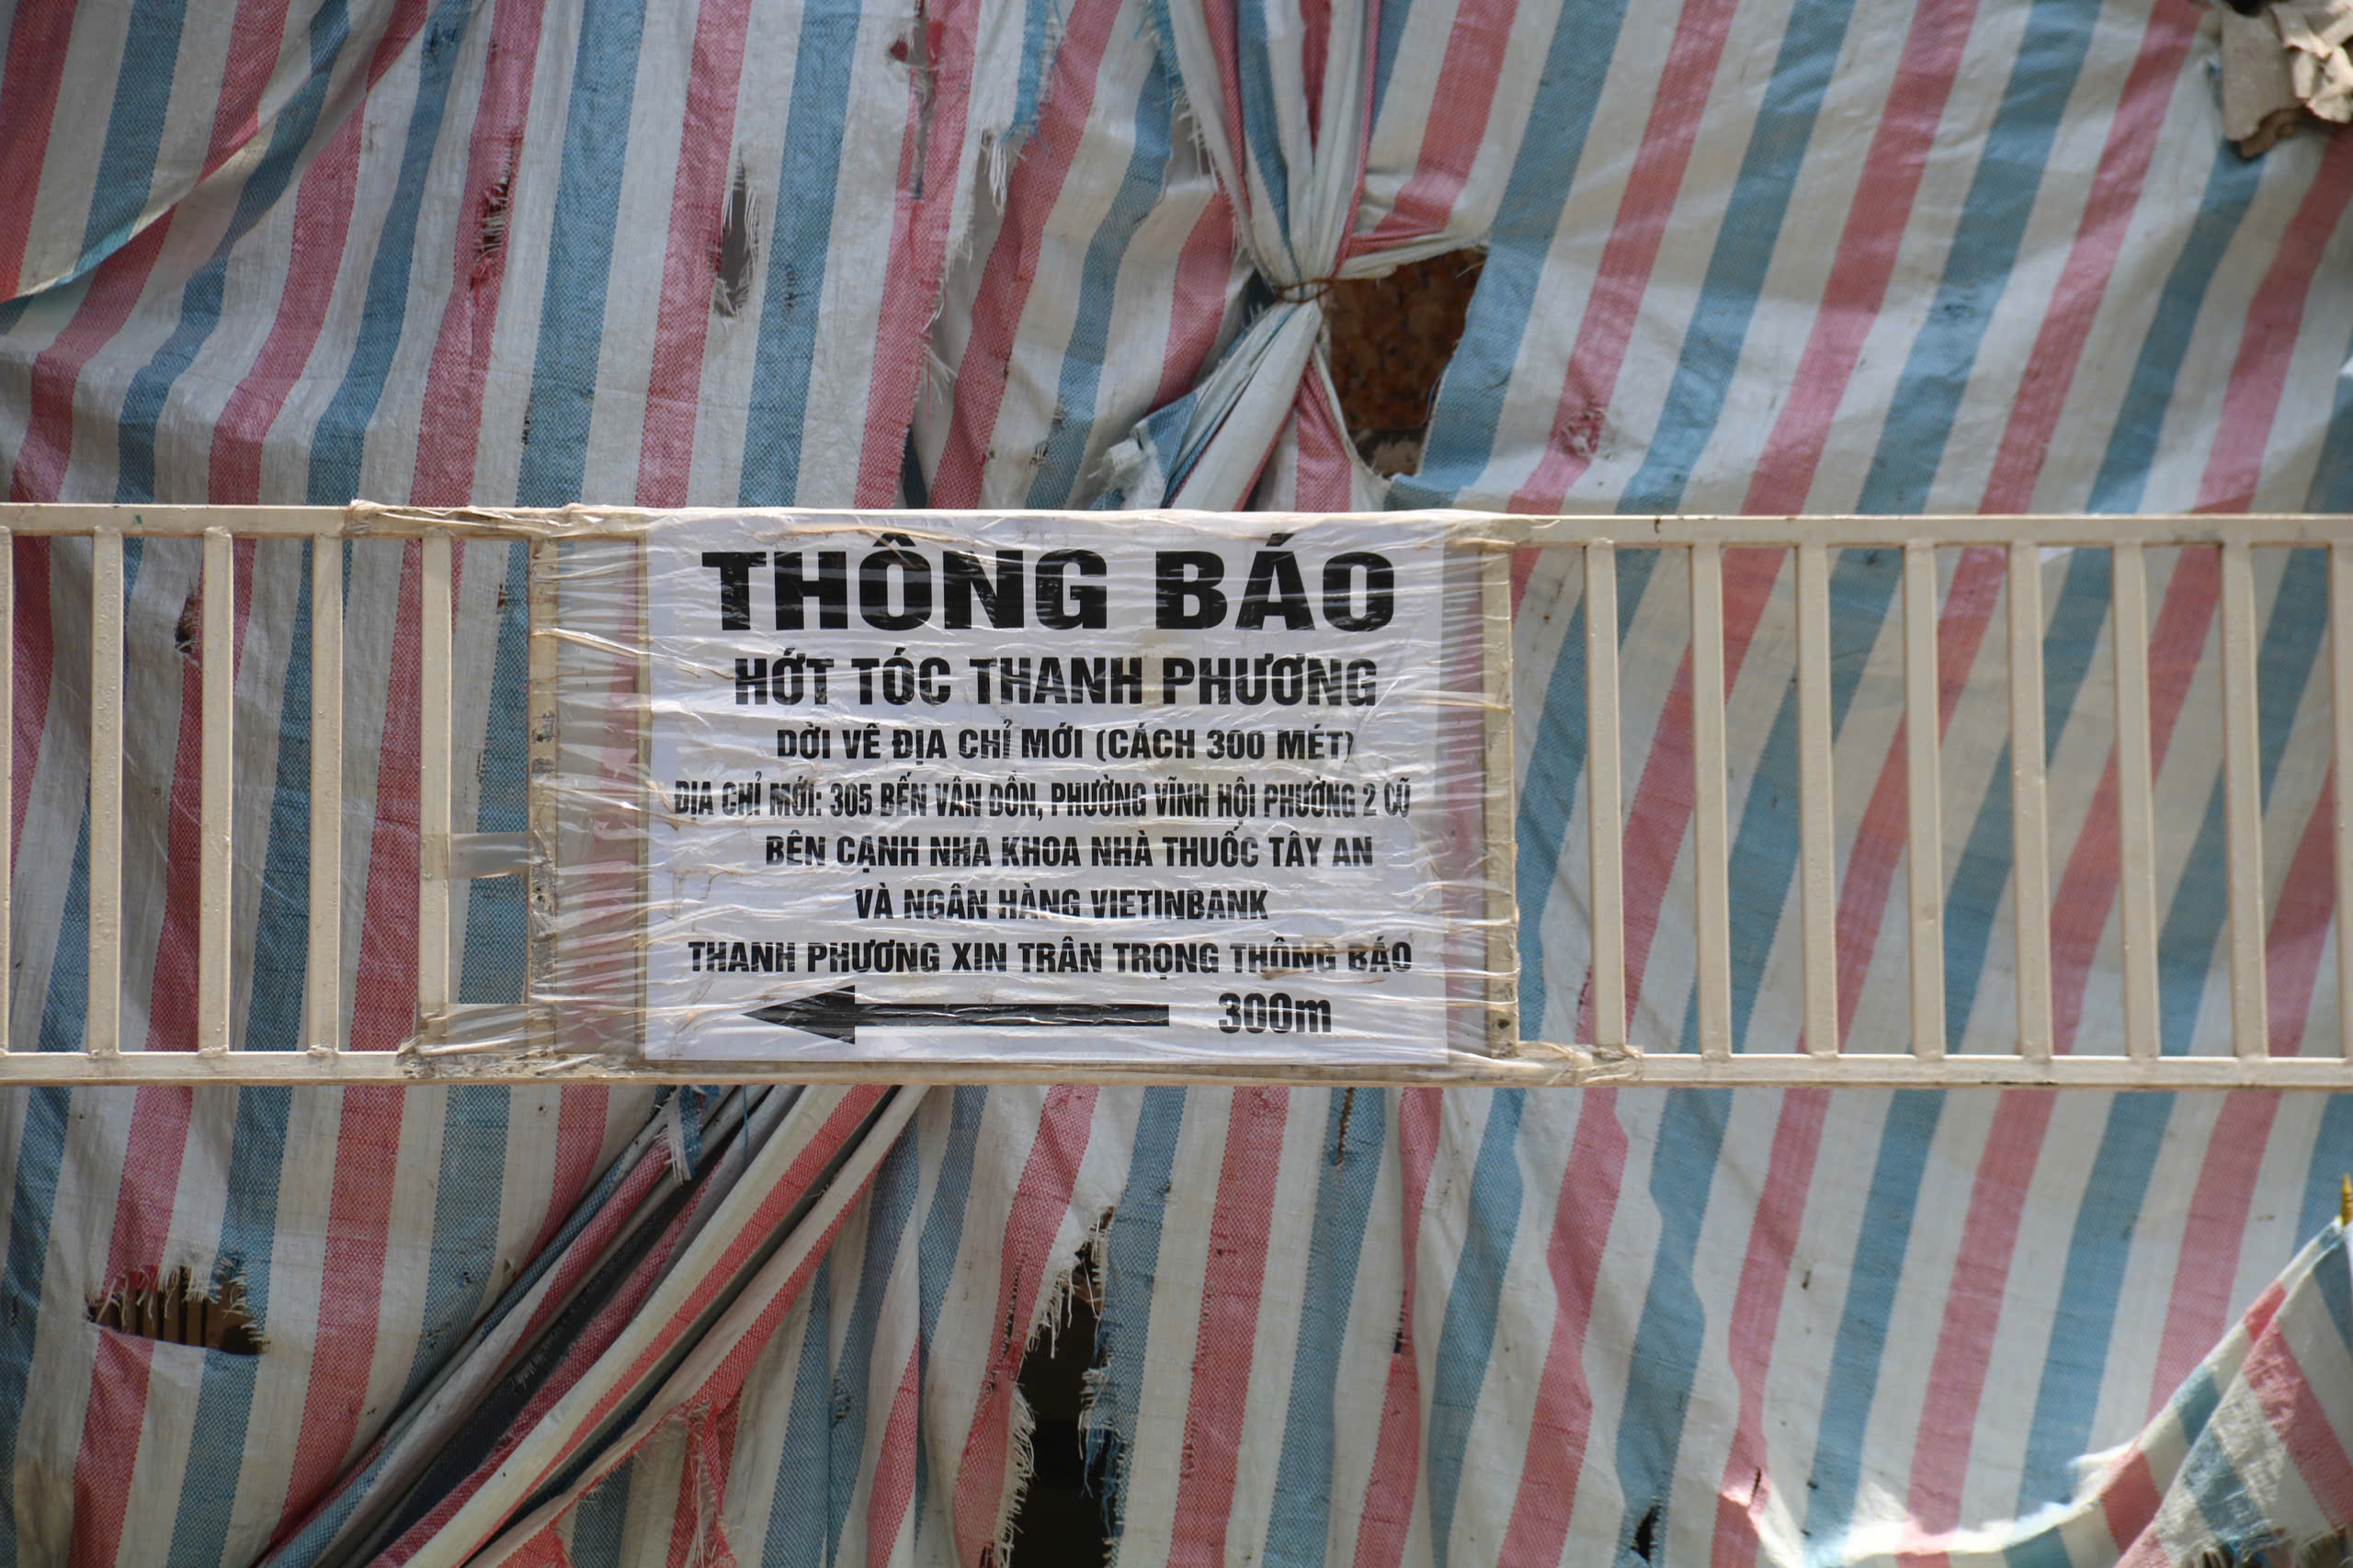 THÔNG BÁO
HỚT TÓC THANH PHƯƠNG
DỜI VỀ ĐỊA CHỈ MỚI (CÁCH 300 MÉT)
ĐỊA CHỈ MỚI: 305 BẾN VÂN ĐỒN, PHƯỜNG VĨNH HỘI PHƯỜNG 2 CŨ
BÊN CẠNH NHA KHOA NHÀ THUỐC TÂY AN
VÀ NGÂN HÀNG VIETINBANK
THANH PHƯƠNG XIN TRÂN TRỌNG THÔNG BÁO
300m